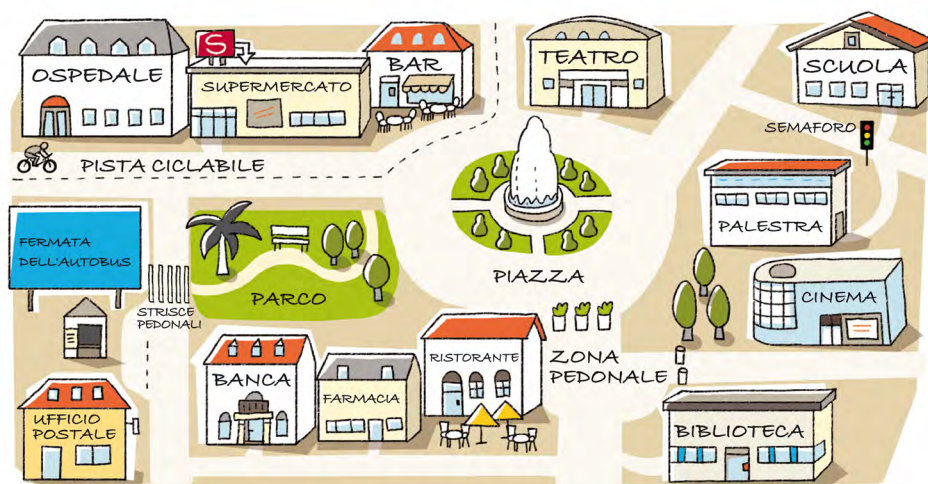 OSPEDALE
S
SUPERMERCATO
BAR
TEATRO
SCUOLA
SEMAFORO
PISTA CICLABILE
PALESTRA
FERMATA
DELL'AUTOBUS
PIAZZA
PARCO
STRISCE
PEDONALI
CINEMA
BANCA
FARMACIA
RISTORANTE
ZONA
PEDONALE
UFFICIO
POSTALE
BIBLIOTECA